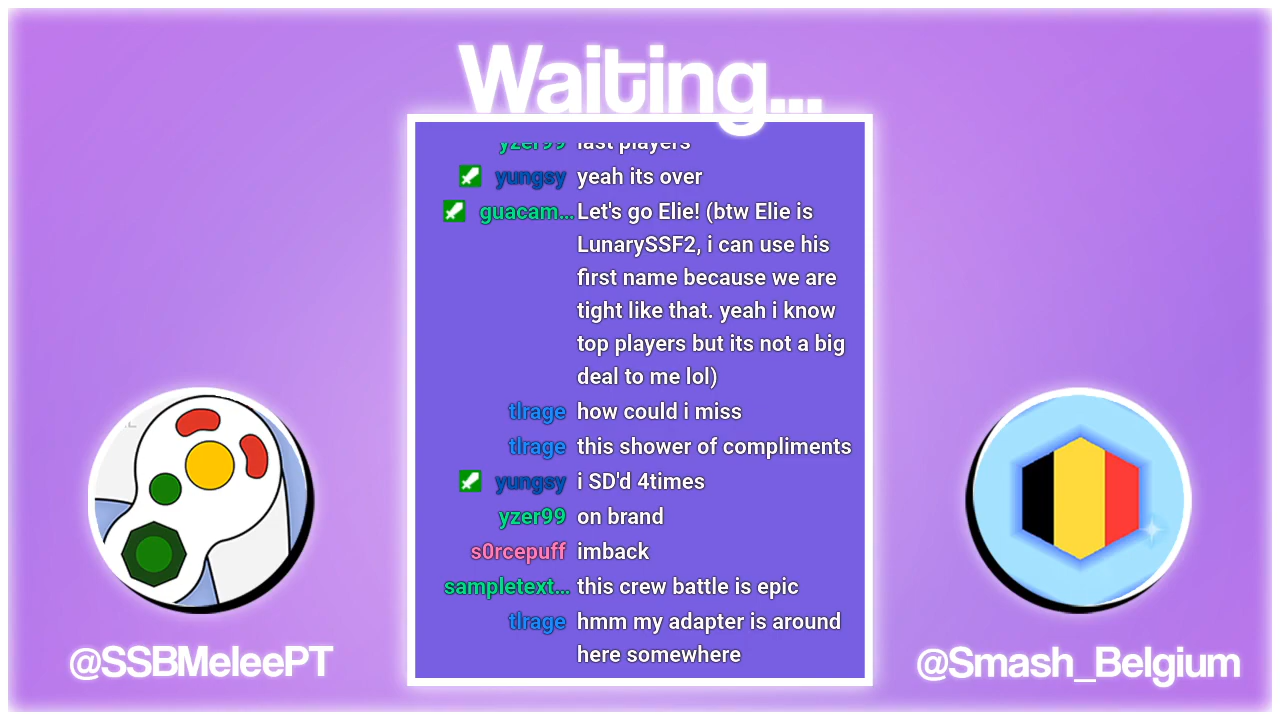 Waiting...
yzer99 last players
yungsy yeah its over
guacam... Let's go Elie! (btw Elie is
LunarySSF2, i can use his
first name because we are
tight like that. yeah i know
top players but its not a big
deal to me lol)
tlrage how could i miss
tlrage this shower of compliments
yungsy i SD'd 4times
yzer99 on brand
s0rcepuff imback
sampletext... this crew battle is epic
tlrage hmm my adapter is around
here somewhere
@SSBMeleePT
@Smash_Belgium